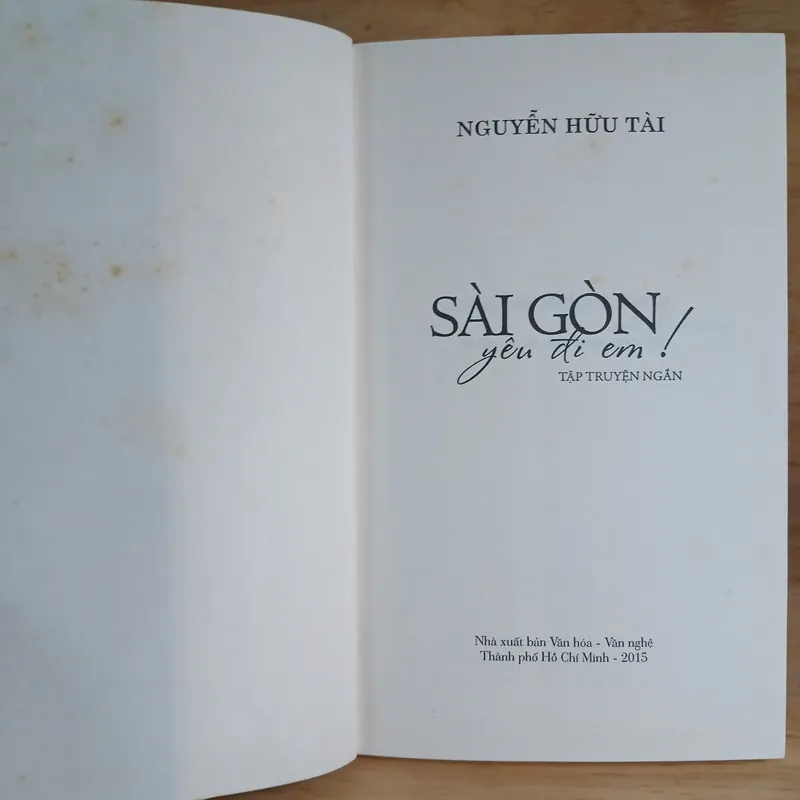 NGUYỄN HỮU TÀI
SÀI GÒN
yêu đi em!
TẬP TRUYỆN NGẮN
Nhà xuất bản Văn hóa - Văn nghệ
Thành phố Hồ Chí Minh - 2015